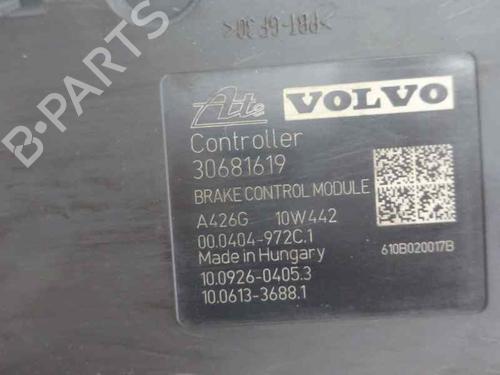 >PBT-GF30<
Ate VOLVO
Controller
30681619
BRAKE CONTROL MODULE
A426G 10W442
00.0404-972C.1
Made in Hungary
610B020017B
10.0926-0405.3
10.0613-3688.1
B-PARTS